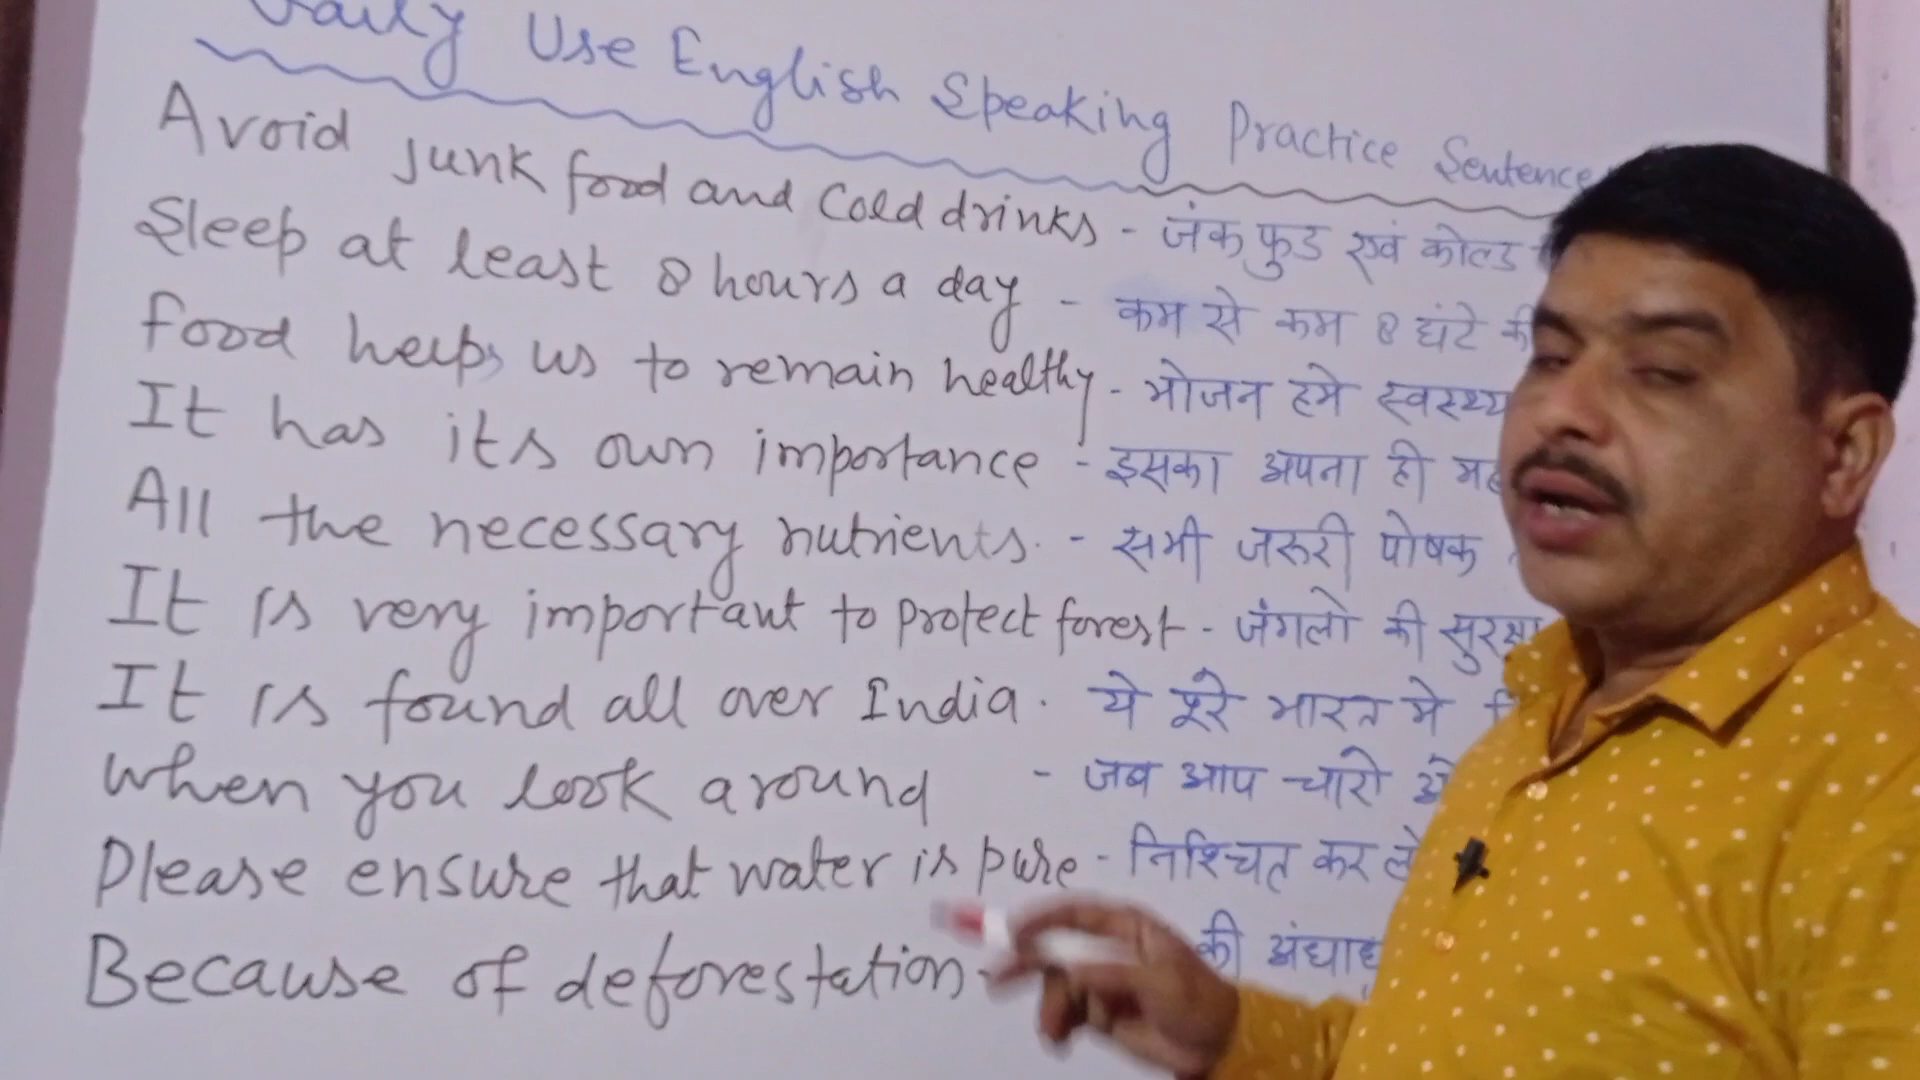 Daily Use English Speaking Practice Sentence
Avoid junk food and cold drinks - जंक फुड एवं कोल्ड
Sleep at least 8 hours a day - कम से कम 8 घंटे की
food helps us to remain healthy - भोजन हमे स्वस्थ्य
It has its own importance - इसका अपना ही
All the necessary nutrients. - सभी जरूरी पोषक
It is very important to protect forest - जंगलो की सुरक्षा
It is found all over India. ये पूरे भारत मे
when you look around - जब आप चारो
Please ensure that water is pure - निश्चित कर ले
Because of deforestation - की